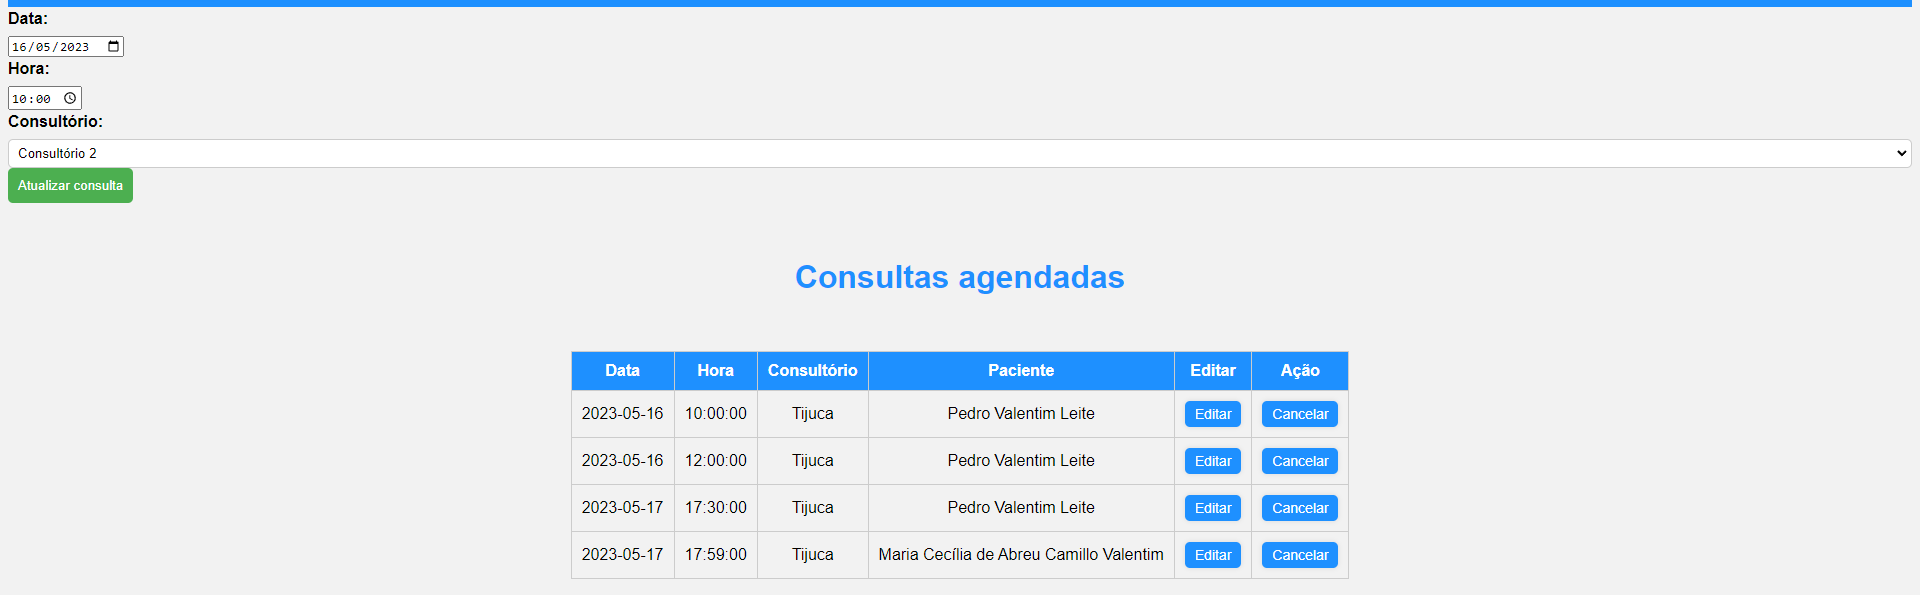 Data:
16/05/2023
Hora:
10:00
Consultório:
Consultório 2
Atualizar consulta
Consultas agendadas
Data Hora Consultório Paciente Editar Ação
2023-05-16 10:00:00 Tijuca Pedro Valentim Leite Editar Cancelar
2023-05-16 12:00:00 Tijuca Pedro Valentim Leite Editar Cancelar
2023-05-17 17:30:00 Tijuca Pedro Valentim Leite Editar Cancelar
2023-05-17 17:59:00 Tijuca Maria Cecília de Abreu Camillo Valentim Editar Cancelar